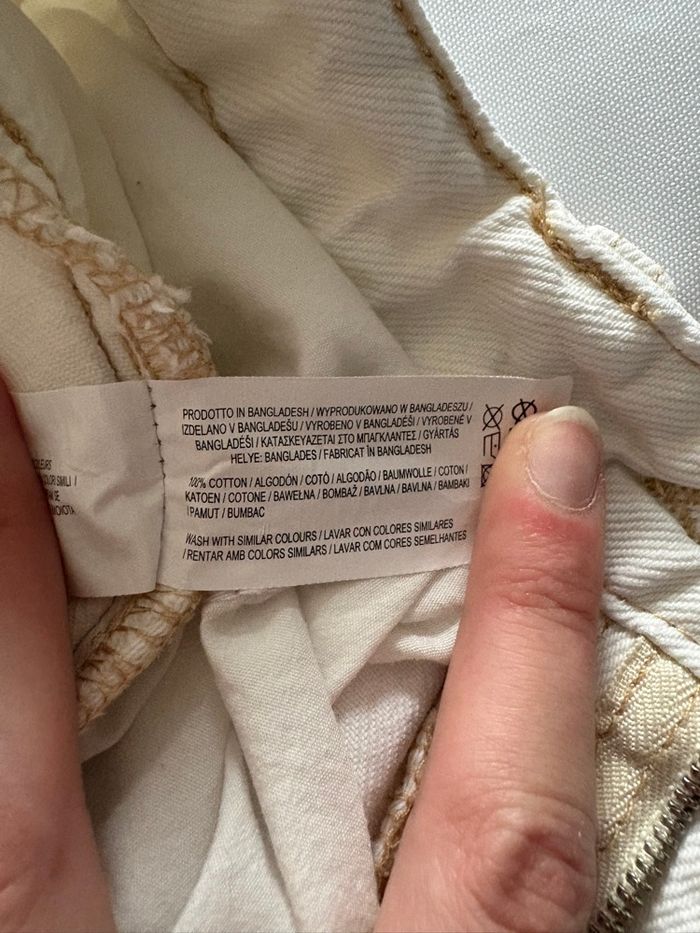 PRODOTTO IN BANGLADESH / WYPRODUKOWANO W BANGLADESZU /
IZDELANO V BANGLADEŠU / VYROBENO V BANGLADÉŠI / VYROBENÉ V
BANGLADÉŠI / ΚΑΤΑΣΚΕΥΑΖΕΤΑΙ ΣΤΟ ΜΠΑΓΚΛΑΝΤΕΣ / GYÁRTÁS
HELYE: BANGLADES / FABRICAT ÎN BANGLADESH
100% COTTON / ALGODÓN / COTÓ / ALGODÃO / BAUMWOLLE / COTON /
KATOEN / COTONE / BAWEŁNA / BOMBAŽ / BAVLNA / BAVLNA / ΒΑΜΒΑΚΙ
/ PAMUT / BUMBAC
WASH WITH SIMILAR COLOURS / LAVAR CON COLORES SIMILARES
/ RENTAR AMB COLORS SIMILARS / LAVAR COM CORES SEMELHANTES